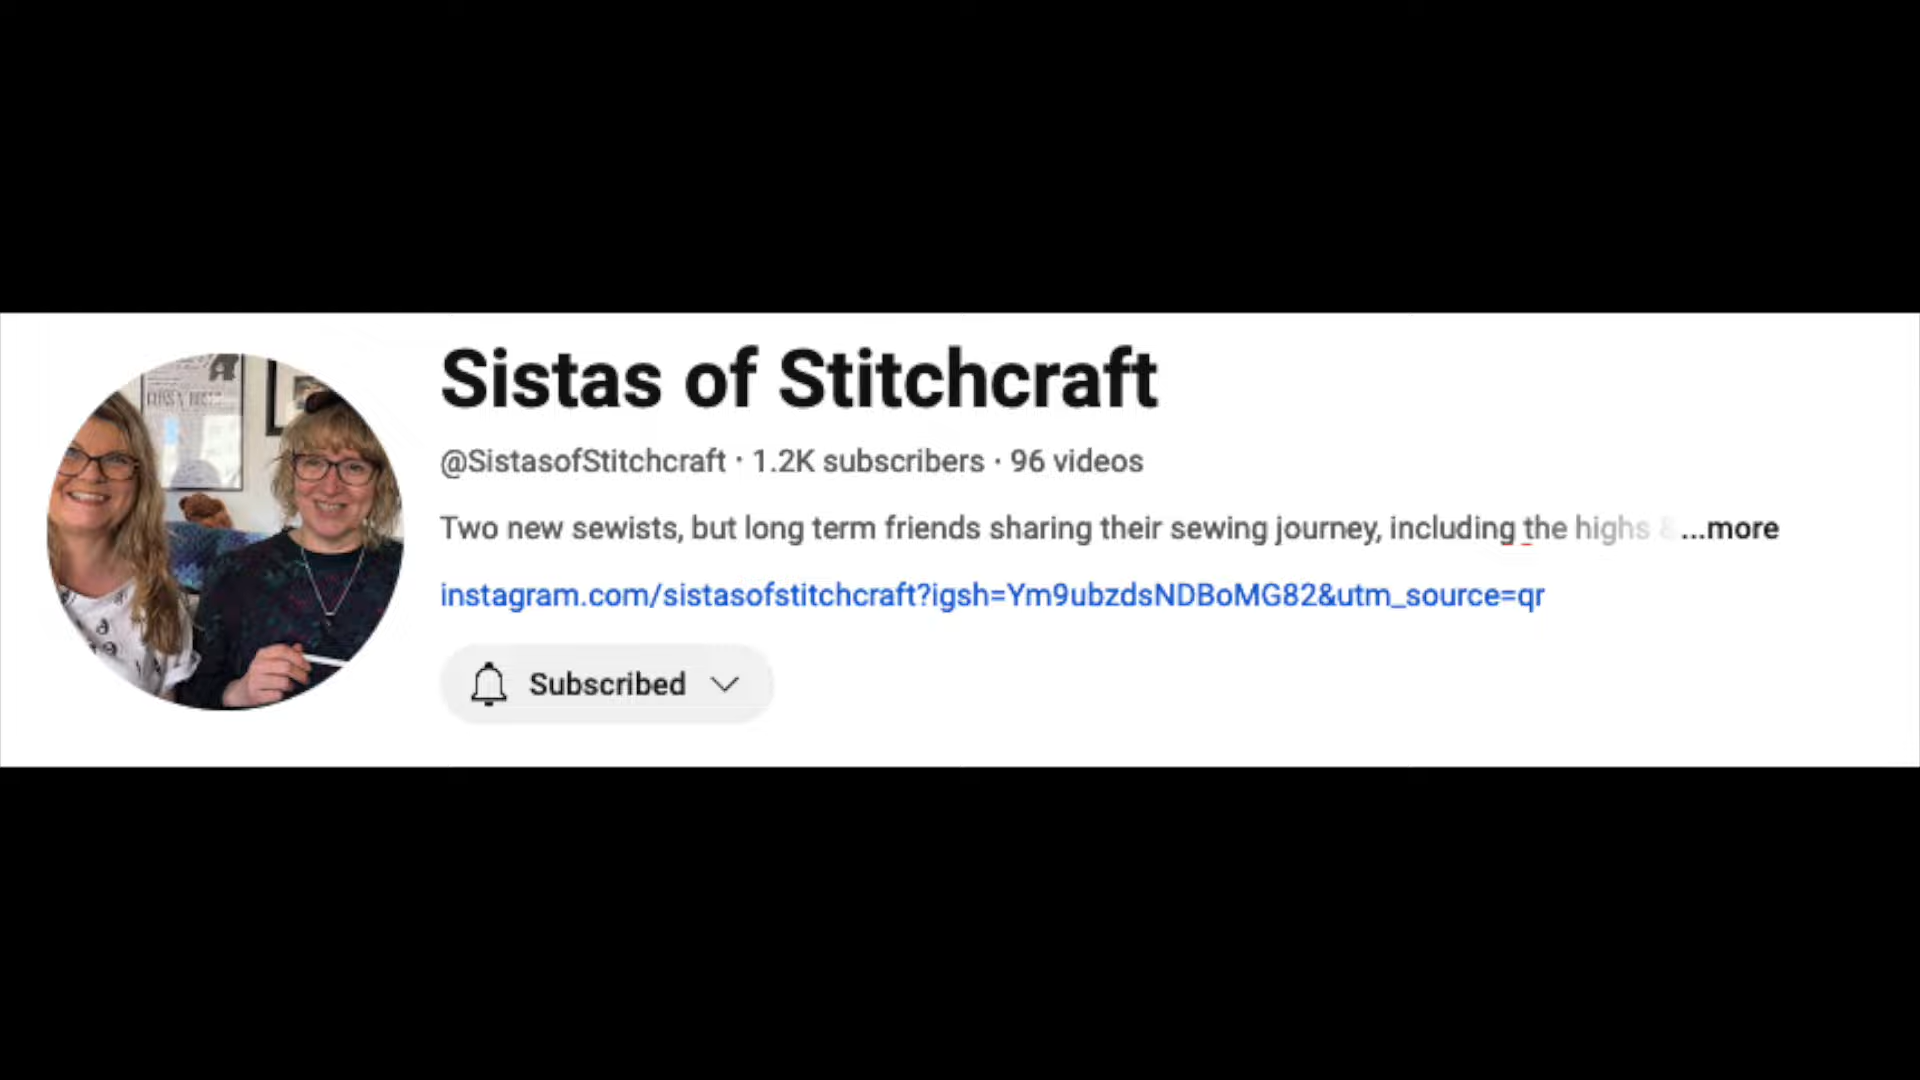 Sistas of Stitchcraft
@SistasofStitchcraft · 1.2K subscribers · 96 videos
Two new sewists, but long term friends sharing their sewing journey, including the highs & ...more
instagram.com/sistasofstitchcraft?igsh=Ym9ubzdsNDBoMG82&utm_source=qr
Subscribed